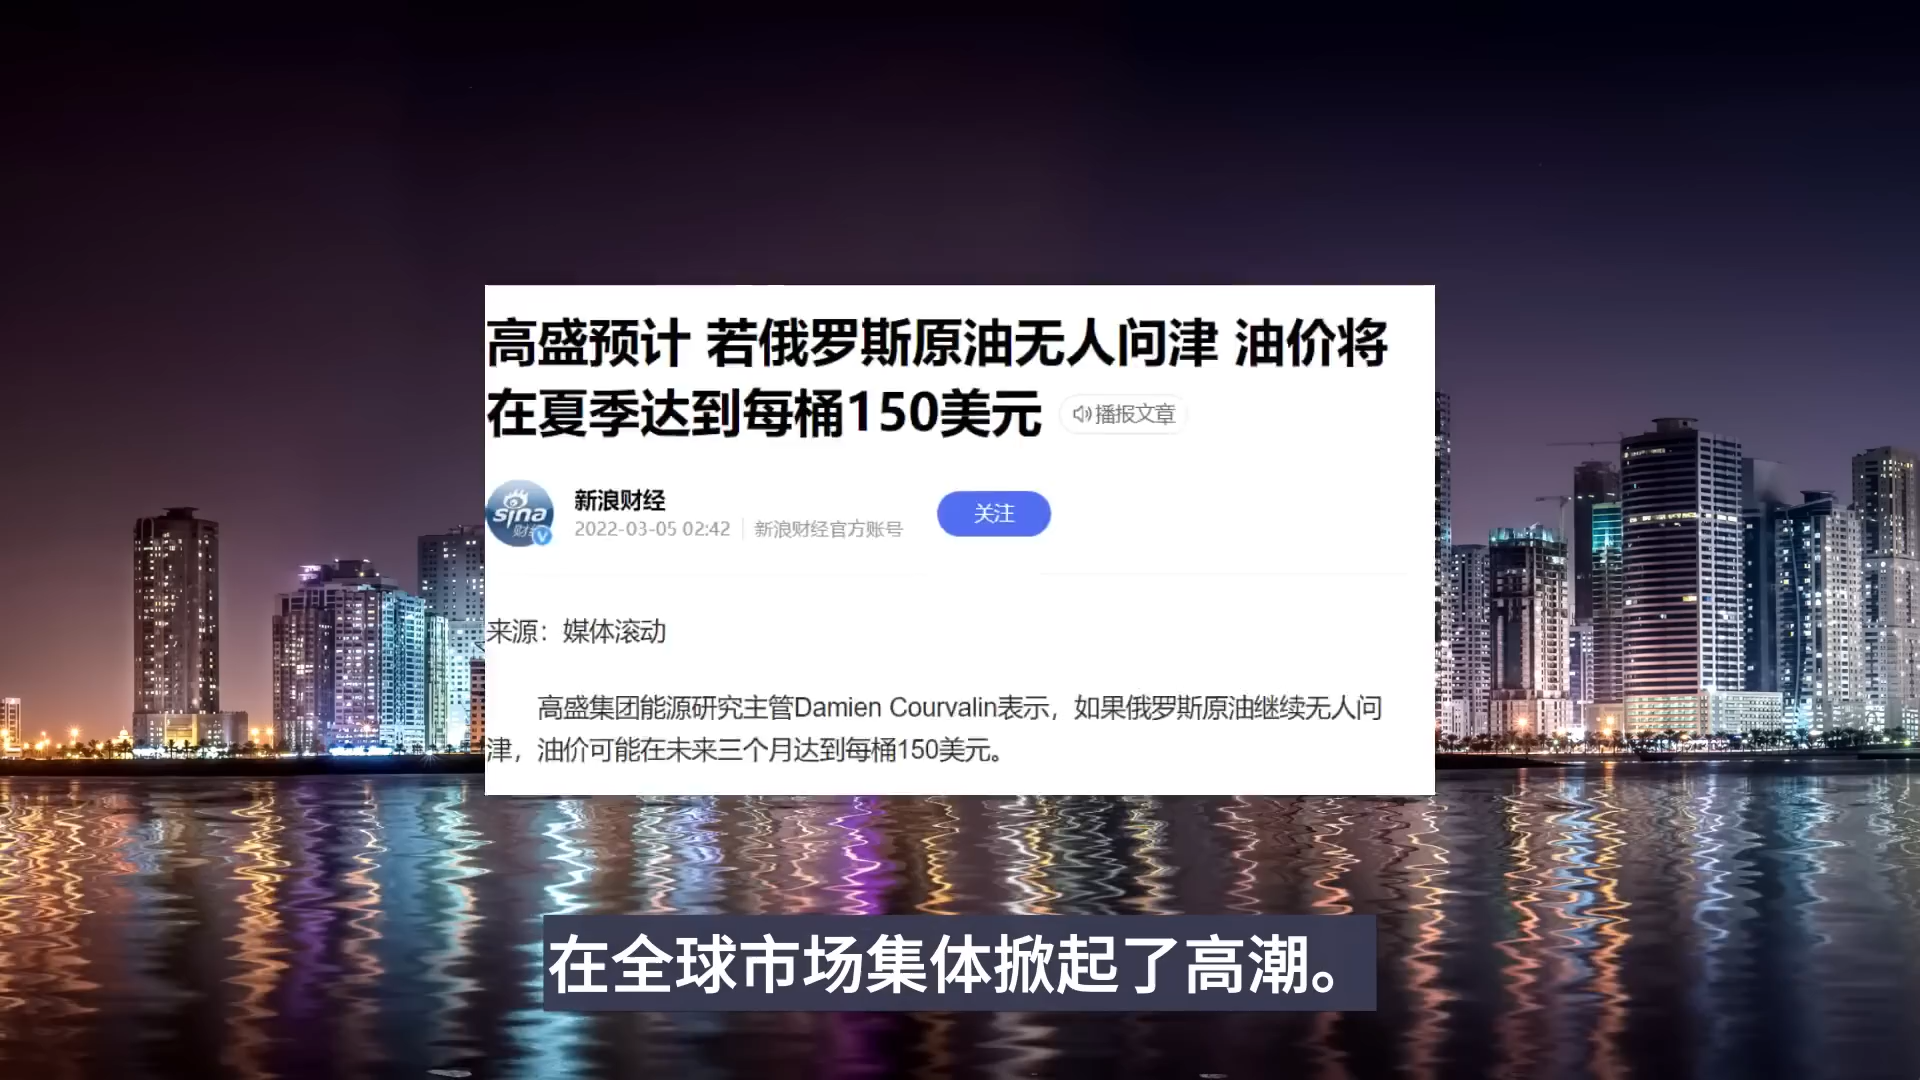 高盛预计 若俄罗斯原油无人问津 油价将
在夏季达到每桶150美元 播报文章
sina
财经
新浪财经
2022-03-05 02:42 新浪财经官方账号
关注
来源：媒体滚动
高盛集团能源研究主管Damien Courvalin表示，如果俄罗斯原油继续无人问
津，油价可能在未来三个月达到每桶150美元。
在全球市场集体掀起了高潮。